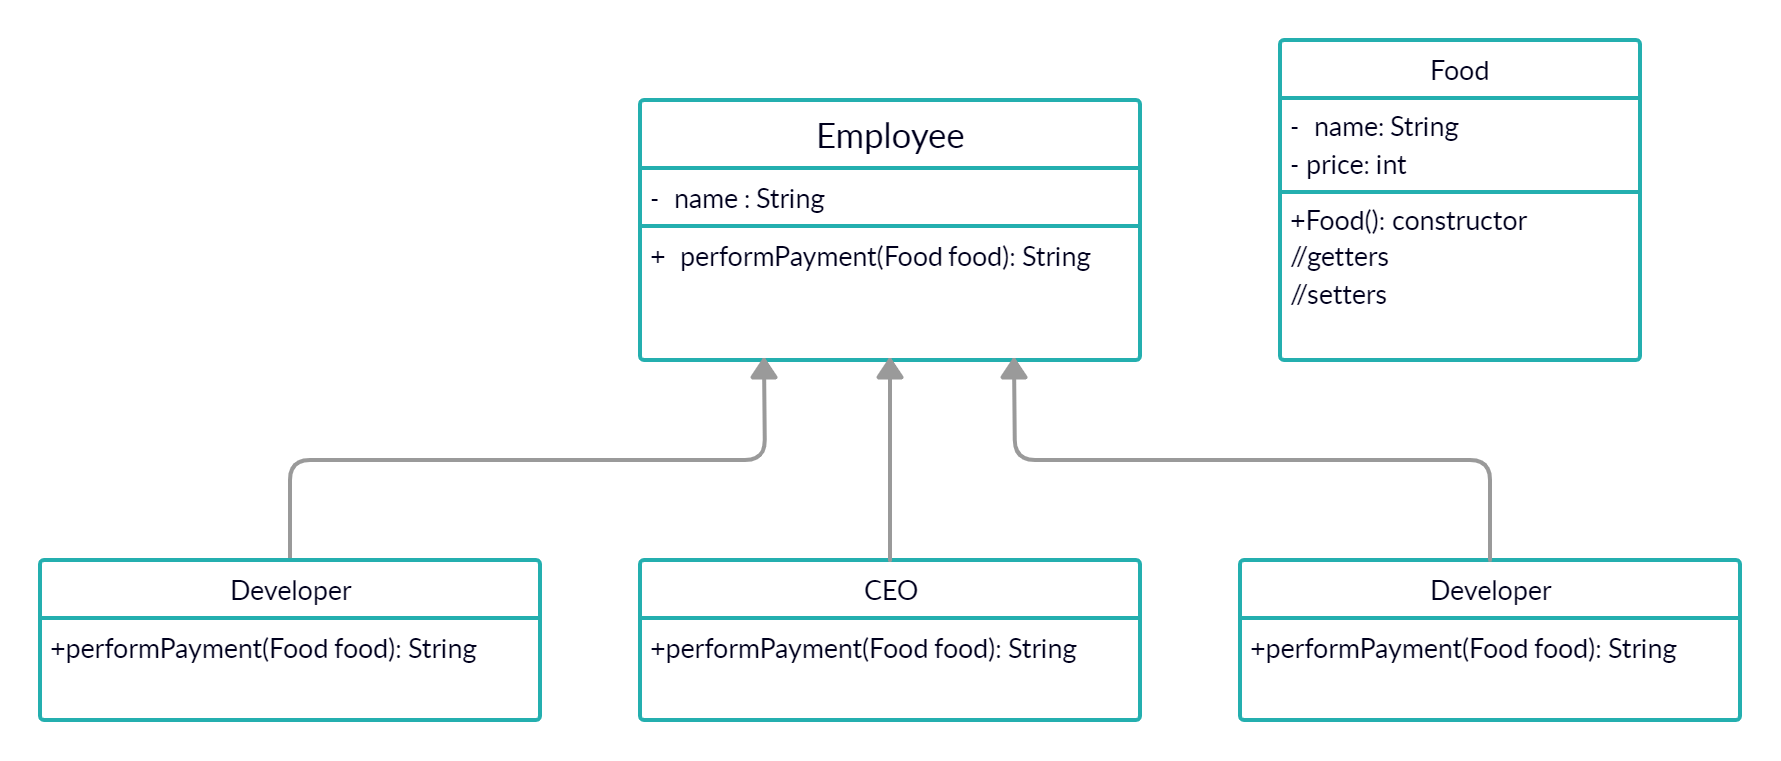 Employee
- name : String
+ performPayment(Food food): String
Food
- name: String
- price: int
+Food(): constructor
//getters
//setters
Developer
+performPayment(Food food): String
CEO
+performPayment(Food food): String
Developer
+performPayment(Food food): String